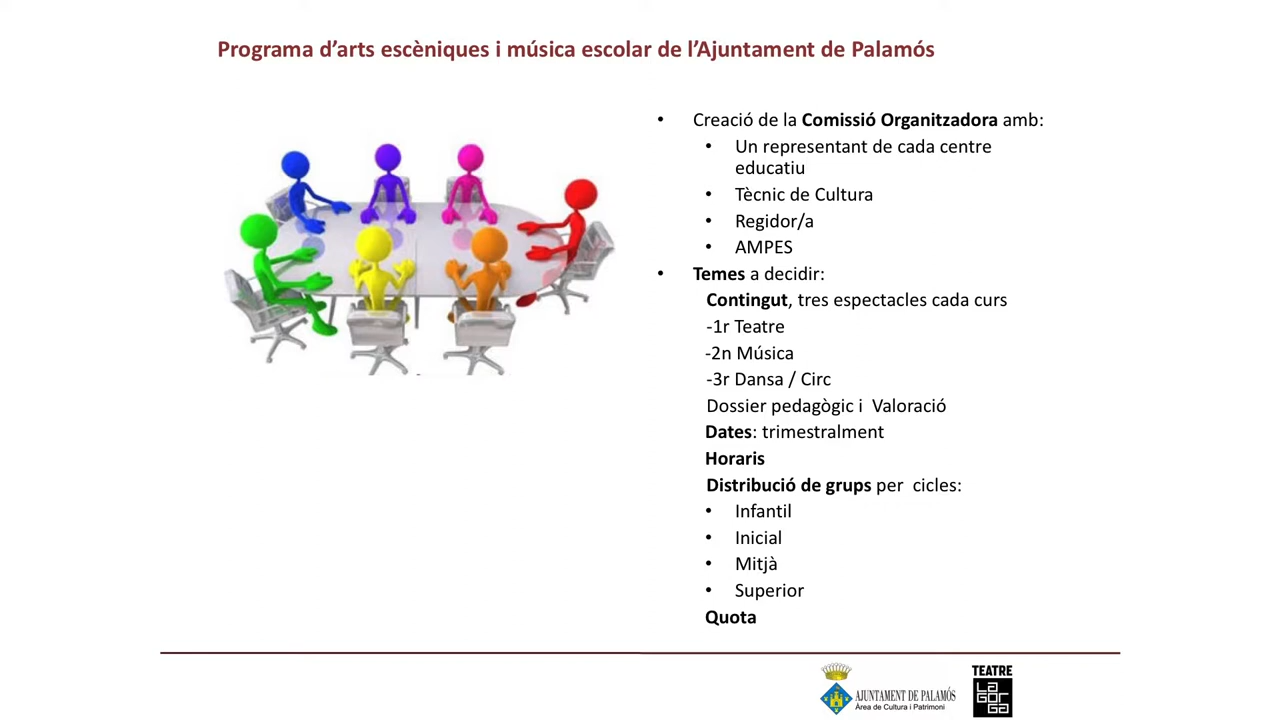 Programa d’arts escèniques i música escolar de l’Ajuntament de Palamós
• Creació de la Comissió Organitzadora amb:
• Un representant de cada centre
educatiu
• Tècnic de Cultura
• Regidor/a
• AMPES
• Temes a decidir:
Contingut, tres espectacles cada curs
-1r Teatre
-2n Música
-3r Dansa / Circ
Dossier pedagògic i  Valoració
Dates: trimestralment
Horaris
Distribució de grups per  cicles:
• Infantil
• Inicial
• Mitjà
• Superior
Quota
AJUNTAMENT DE PALAMÓS
Àrea de Cultura i Patrimoni
TEATRE
LA
GOR
GA